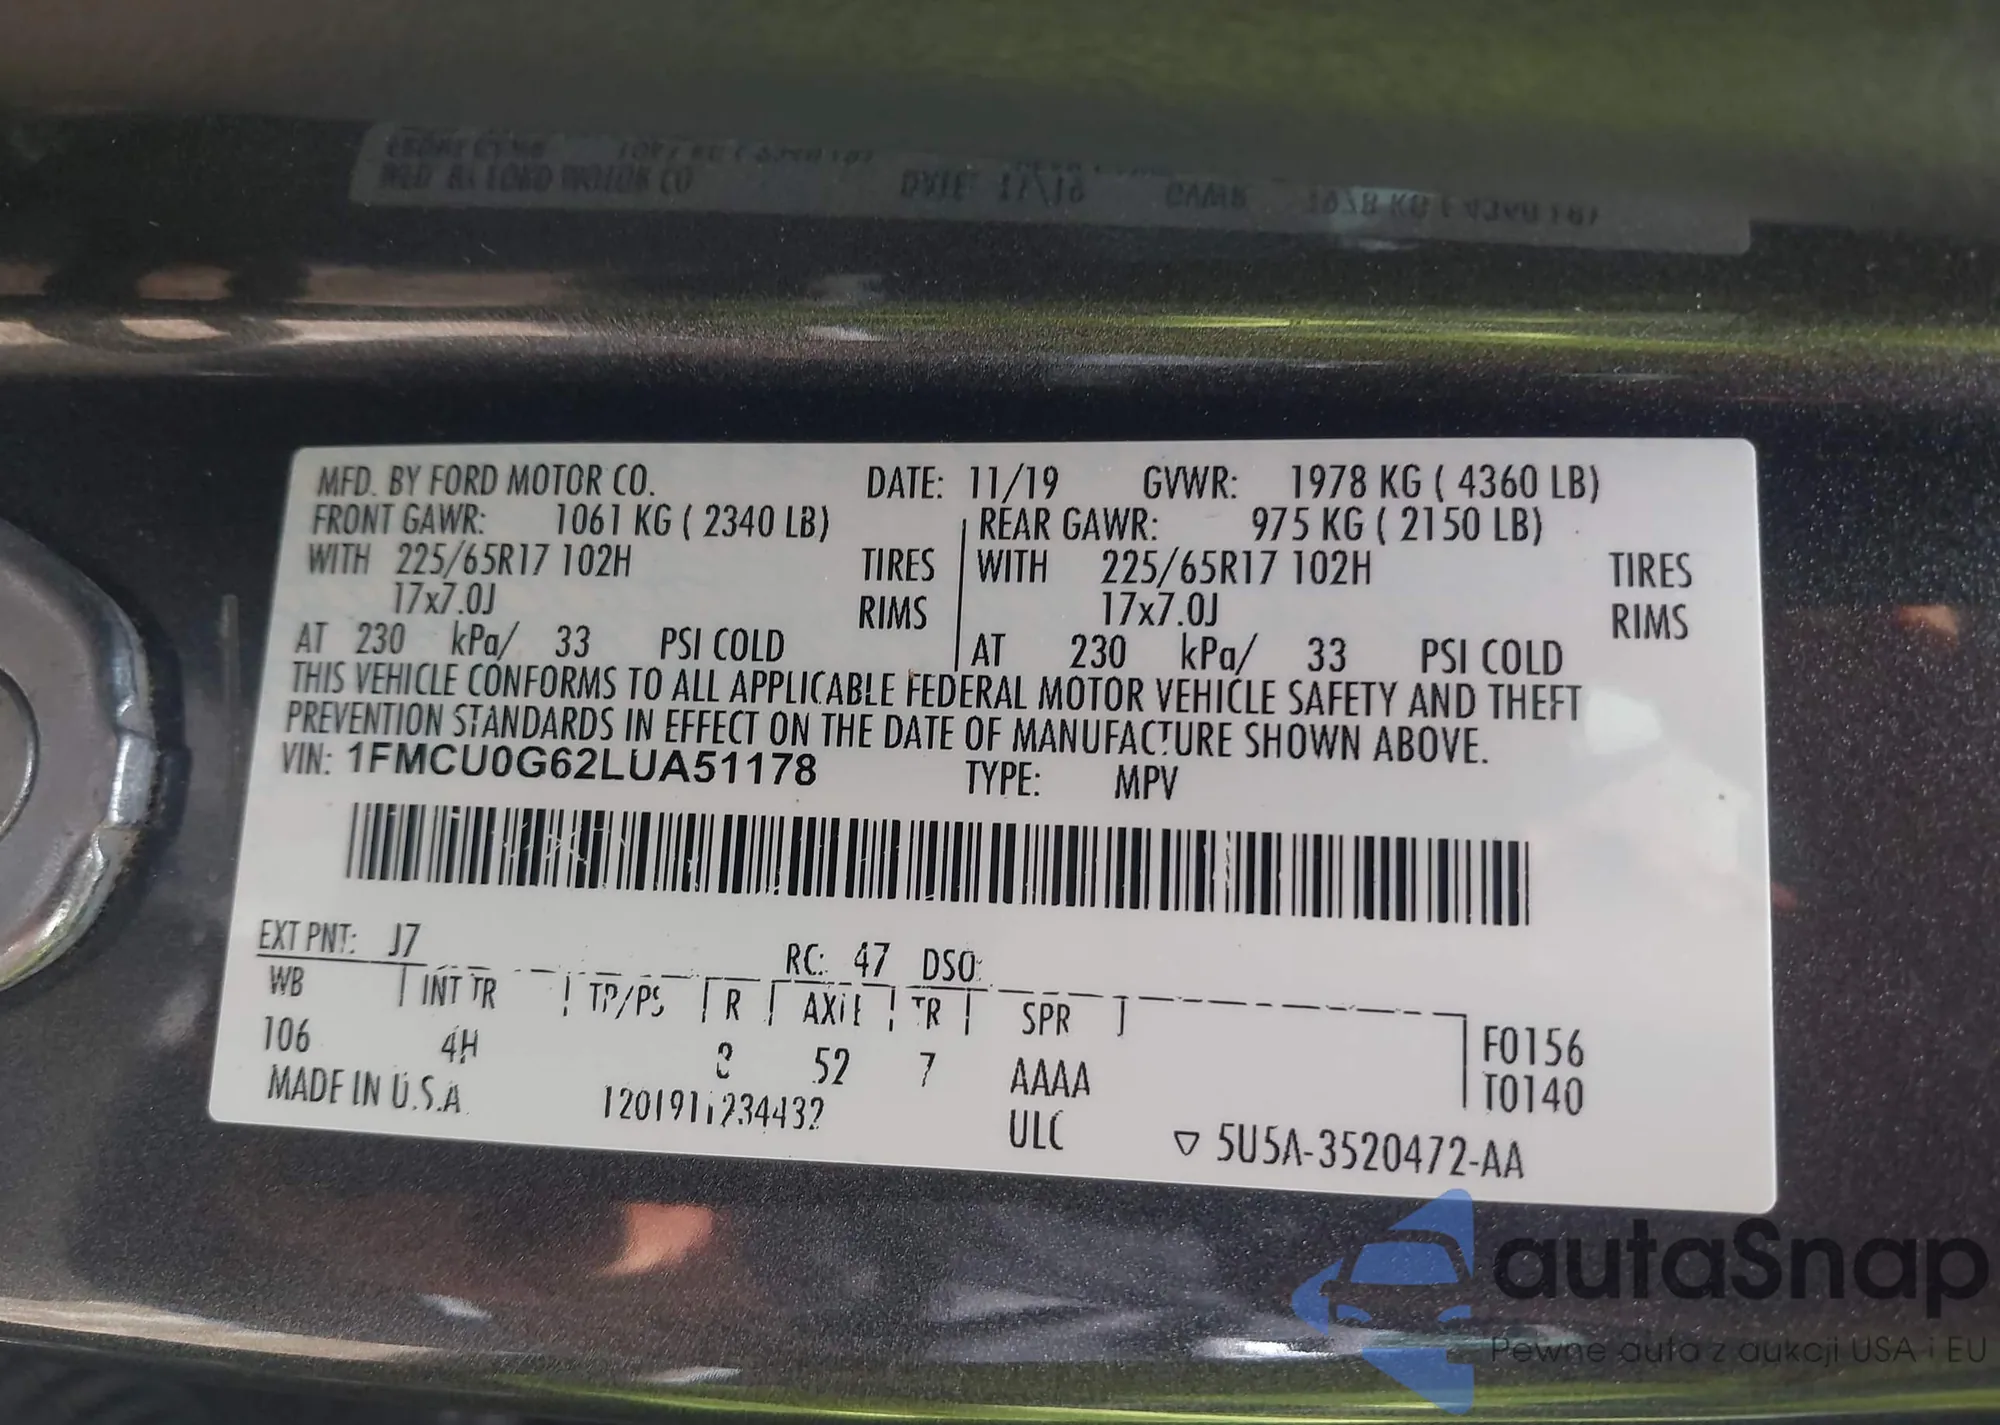 MFD. BY FORD MOTOR CO. DATE: 11/19 GVWR: 1978 KG ( 4360 LB)
FRONT GAWR: 1061 KG ( 2340 LB) REAR GAWR: 975 KG ( 2150 LB)
WITH 225/65R17 102H TIRES WITH 225/65R17 102H TIRES
17x7.0J RIMS 17x7.0J RIMS
AT 230 kPa/ 33 PSI COLD AT 230 kPa/ 33 PSI COLD
THIS VEHICLE CONFORMS TO ALL APPLICABLE FEDERAL MOTOR VEHICLE SAFETY AND THEFT
PREVENTION STANDARDS IN EFFECT ON THE DATE OF MANUFACTURE SHOWN ABOVE.
VIN: 1FMCU0G62LUA51178 TYPE: MPV
EXT PNT: J7 RC: 47 DSO:
WB INT TR TP/PS R AXLE TR SPR
106 4H 52 7 AAAA F0156
T0140
MADE IN U.S.A. ULC ▽ 5U5A-3520472-AA
autaSnap
Pewne auta z aukcji USA i EU